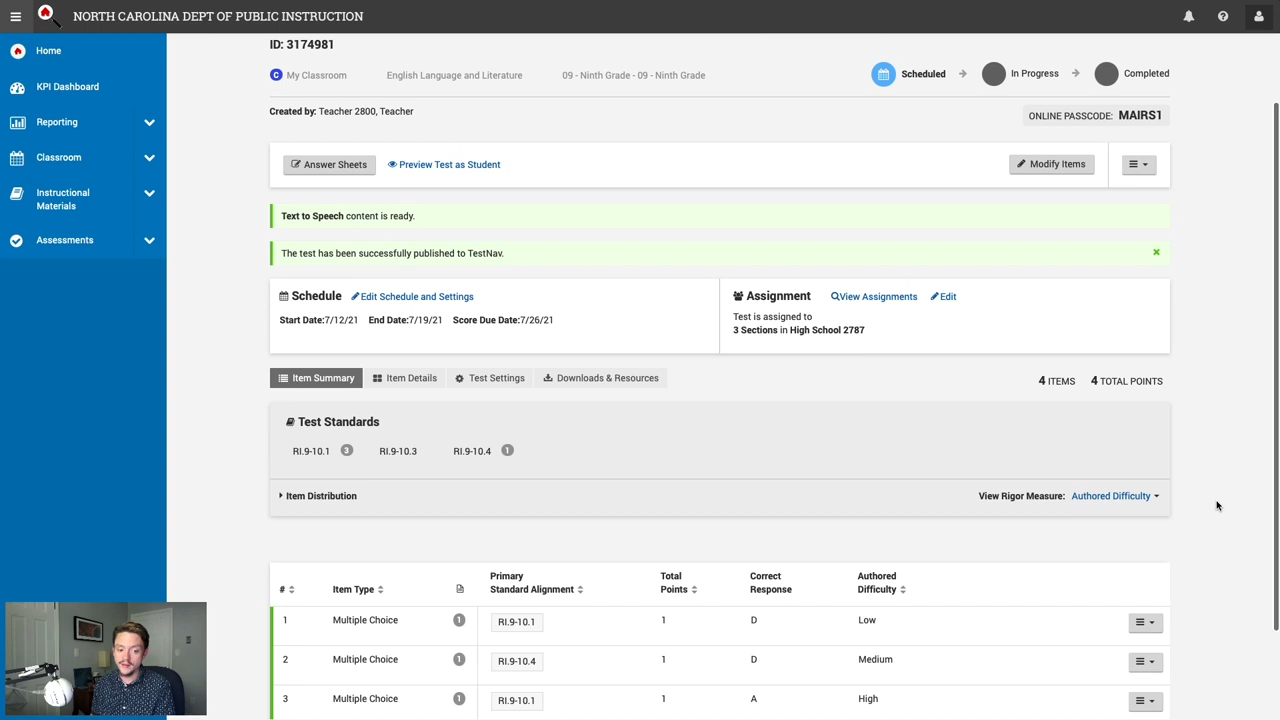 NORTH CAROLINA DEPT OF PUBLIC INSTRUCTION
Home
KPI Dashboard
Reporting
Classroom
Instructional
Materials
Assessments
ID: 3174981
C My Classroom English Language and Literature 09 - Ninth Grade - 09 - Ninth Grade
Scheduled In Progress Completed
Created by: Teacher 2800, Teacher
ONLINE PASSCODE: MAIRS1
Answer Sheets Preview Test as Student Modify Items
Text to Speech content is ready.
The test has been successfully published to TestNav.
Schedule Edit Schedule and Settings
Start Date:7/12/21 End Date:7/19/21 Score Due Date:7/26/21
Assignment View Assignments Edit
Test is assigned to
3 Sections in High School 2787
Item Summary Item Details Test Settings Downloads & Resources
4 ITEMS 4 TOTAL POINTS
Test Standards
RI.9-10.1 3 RI.9-10.3 RI.9-10.4 1
Item Distribution View Rigor Measure: Authored Difficulty
# Item Type Primary Standard Alignment Total Points Correct Response Authored Difficulty
1 Multiple Choice 1 RI.9-10.1 1 D Low
2 Multiple Choice 1 RI.9-10.4 1 D Medium
3 Multiple Choice 1 RI.9-10.1 1 A High